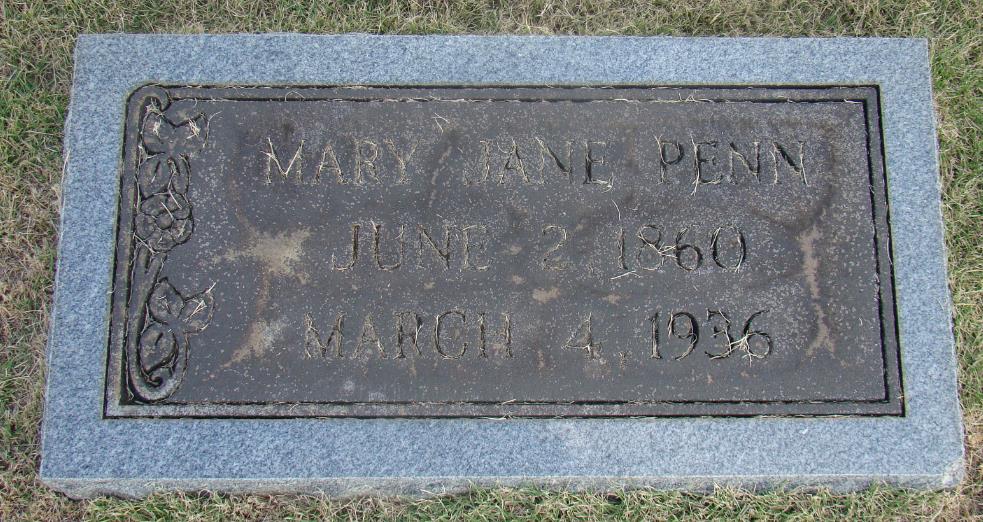 MARY JANE PENN
JUNE 2, 1860
MARCH 4, 1936